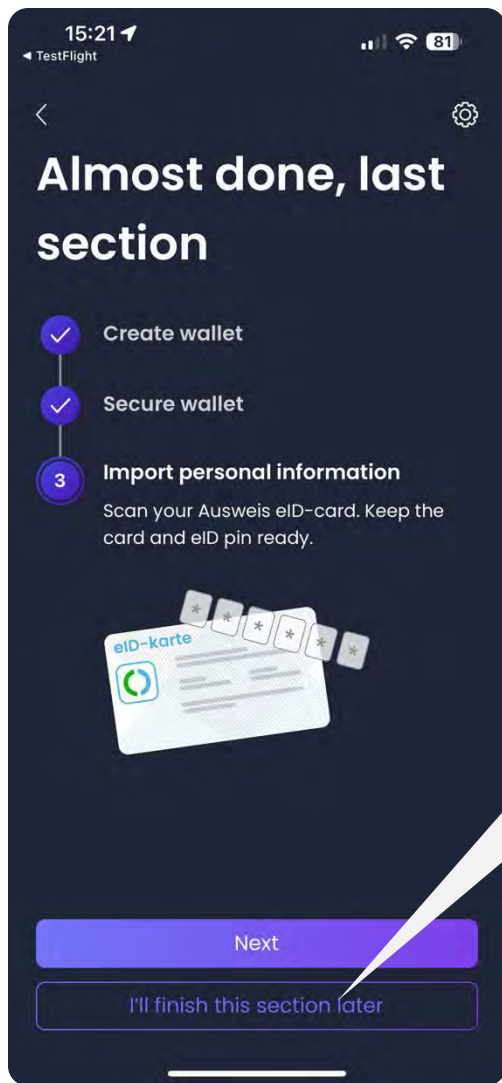 15:21
81
TestFlight
Almost done, last
section
Create wallet
Secure wallet
3
Import personal information
Scan your Ausweis eID-card. Keep the
card and eID pin ready.
* * * * * *
eID-karte
Next
I'll finish this section later